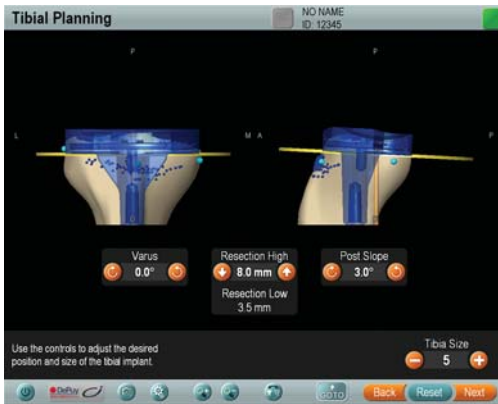 Tibial Planning
NO NAME
ID: 12345
P
P
L
M
A
P
Varus
0.0°
Resection High
8.0 mm
Resection Low
3.5 mm
Post Slope
3.0°
Use the controls to adjust the desired
position and size of the tibial implant.
Tibia Size
5
DePuy
GOTO
Back
Reset
Next